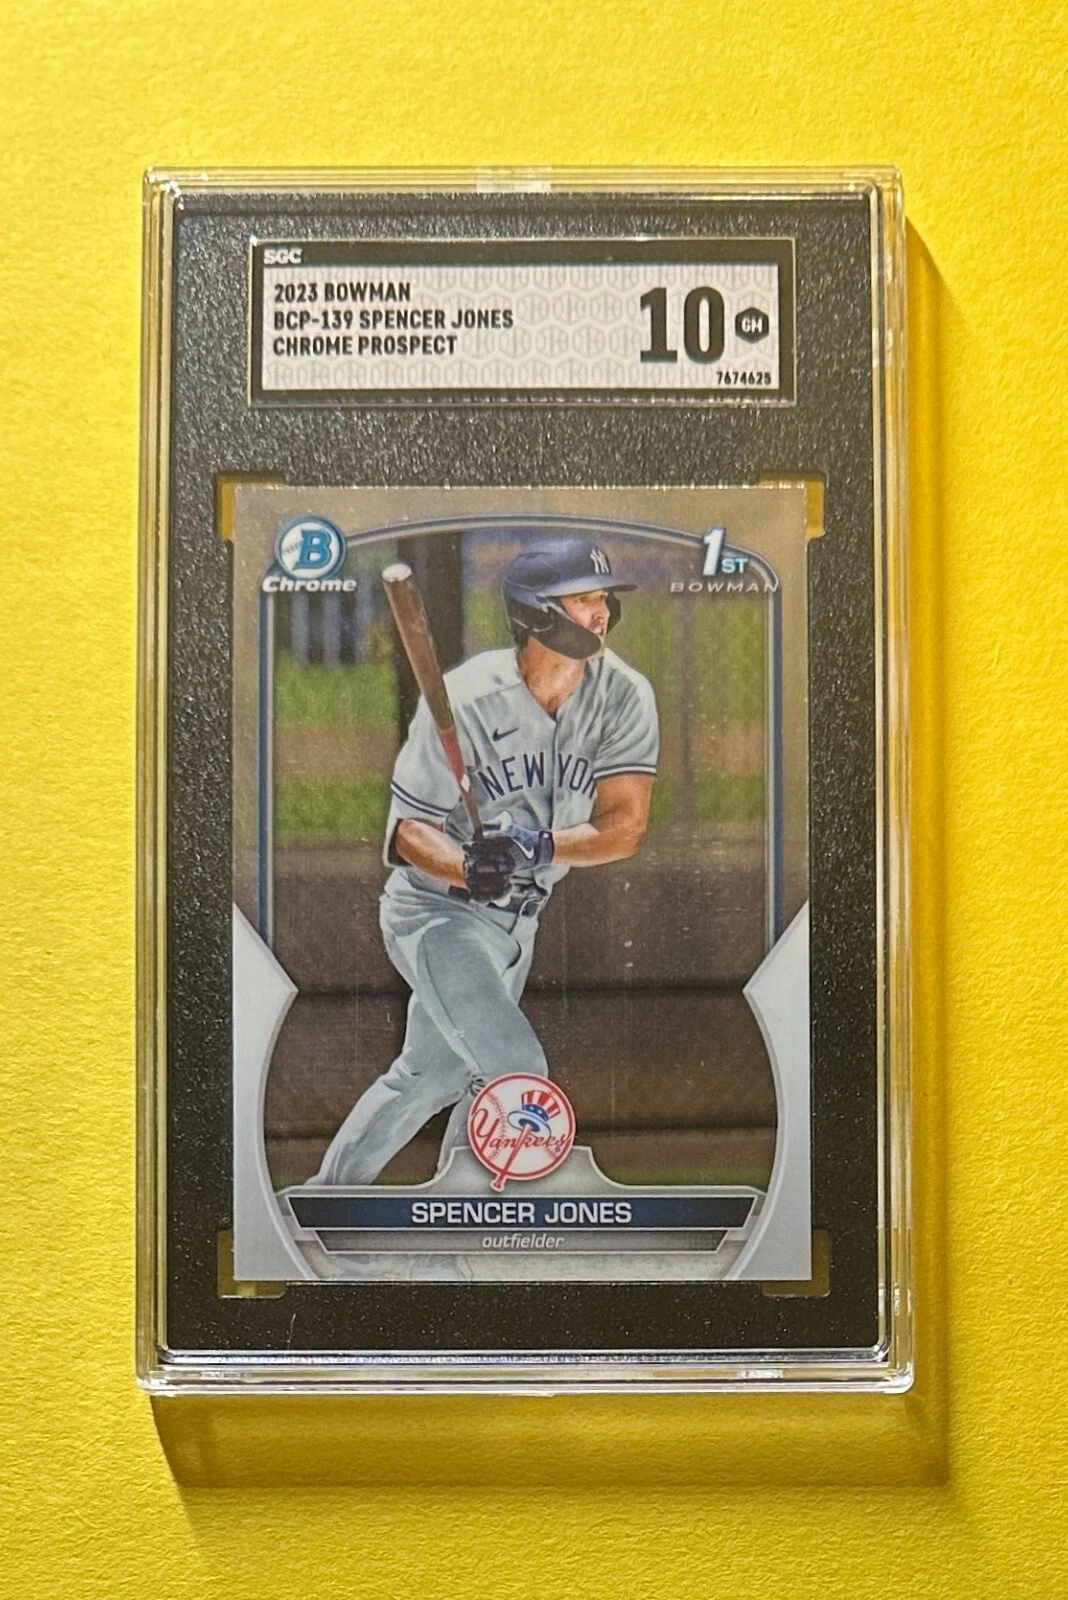 SGC
2023 BOWMAN
BCP-139 SPENCER JONES
CHROME PROSPECT
10 GM
7674625
B
Chrome
1ST
BOWMAN
NY
NEW YOR
Yankees
SPENCER JONES
outfielder